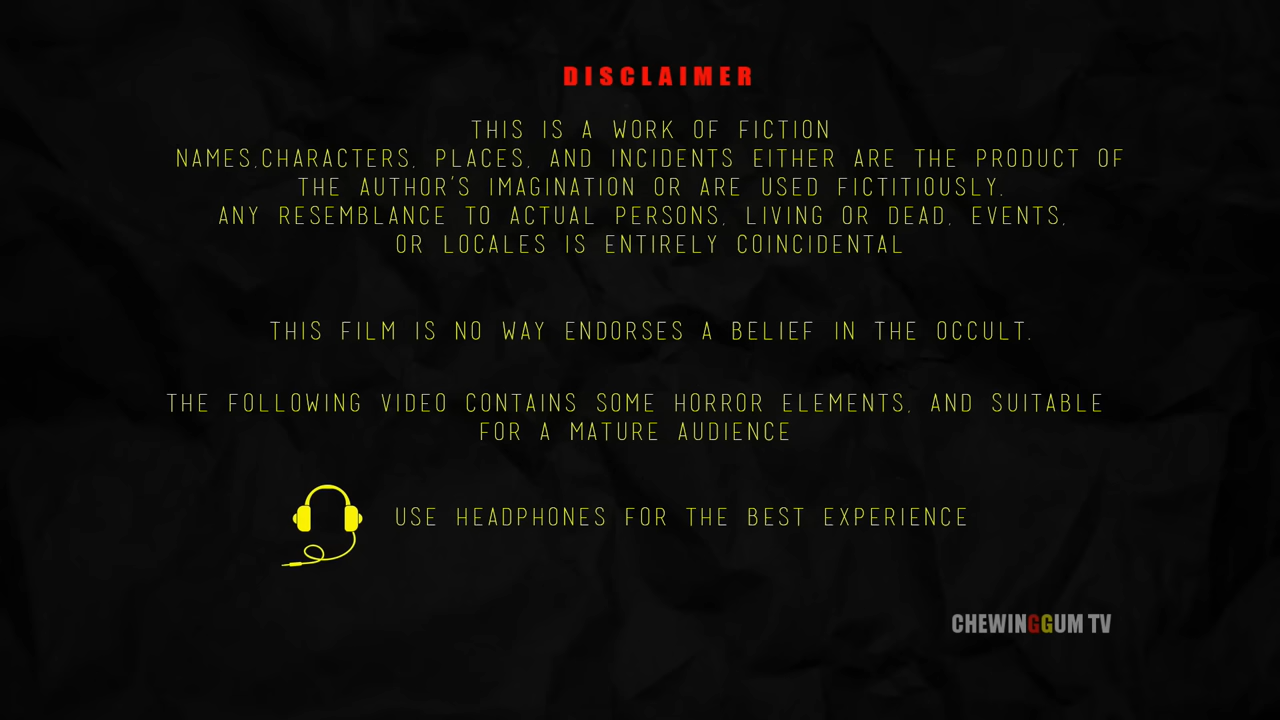 DISCLAIMER
THIS IS A WORK OF FICTION
NAMES,CHARACTERS, PLACES, AND INCIDENTS EITHER ARE THE PRODUCT OF
THE AUTHOR'S IMAGINATION OR ARE USED FICTITIOUSLY.
ANY RESEMBLANCE TO ACTUAL PERSONS, LIVING OR DEAD, EVENTS,
OR LOCALES IS ENTIRELY COINCIDENTAL
THIS FILM IS NO WAY ENDORSES A BELIEF IN THE OCCULT.
THE FOLLOWING VIDEO CONTAINS SOME HORROR ELEMENTS, AND SUITABLE
FOR A MATURE AUDIENCE
USE HEADPHONES FOR THE BEST EXPERIENCE
CHEWINGGUM TV